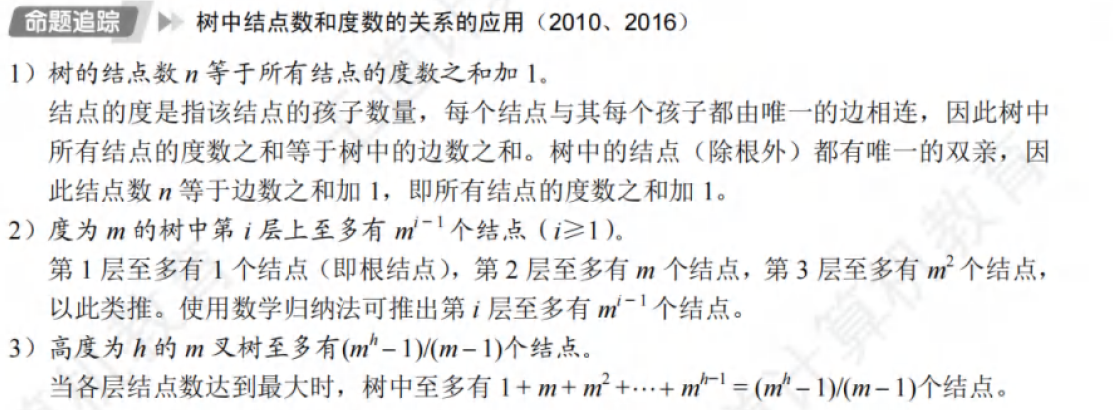 命题追踪 树中结点数和度数的关系的应用（2010、2016）
1）树的结点数 n 等于所有结点的度数之和加 1。
结点的度是指该结点的孩子数量，每个结点与其每个孩子都由唯一的边相连，因此树中
所有结点的度数之和等于树中的边数之和。树中的结点（除根外）都有唯一的双亲，因
此结点数 n 等于边数之和加 1，即所有结点的度数之和加 1。
2）度为 m 的树中第 i 层上至多有 mⁱ⁻¹ 个结点（i≥1）。
第 1 层至多有 1 个结点（即根结点），第 2 层至多有 m 个结点，第 3 层至多有 m² 个结点，
以此类推。使用数学归纳法可推出第 i 层至多有 mⁱ⁻¹ 个结点。
3）高度为 h 的 m 叉树至多有(mʰ－1)/(m－1)个结点。
当各层结点数达到最大时，树中至多有 1 + m + m² +⋯+ mʰ⁻¹ = (mʰ－1)/(m－1)个结点。